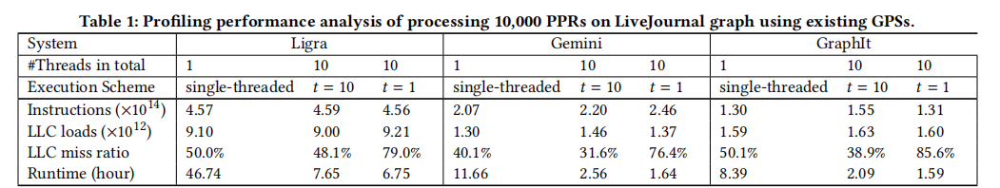 Table 1: Profiling performance analysis of processing 10,000 PPRs on LiveJournal graph using existing GPSs.
System Ligra Gemini GraphIt
#Threads in total 1 10 10 1 10 10 1 10 10
Execution Scheme single-threaded t = 10 t = 1 single-threaded t = 10 t = 1 single-threaded t = 10 t = 1
Instructions (×10¹⁴) 4.57 4.59 4.56 2.07 2.20 2.46 1.30 1.55 1.31
LLC loads (×10¹²) 9.10 9.00 9.21 1.30 1.46 1.37 1.59 1.63 1.60
LLC miss ratio 50.0% 48.1% 79.0% 40.1% 31.6% 76.4% 50.1% 38.9% 85.6%
Runtime (hour) 46.74 7.65 6.75 11.66 2.56 1.64 8.39 2.09 1.59